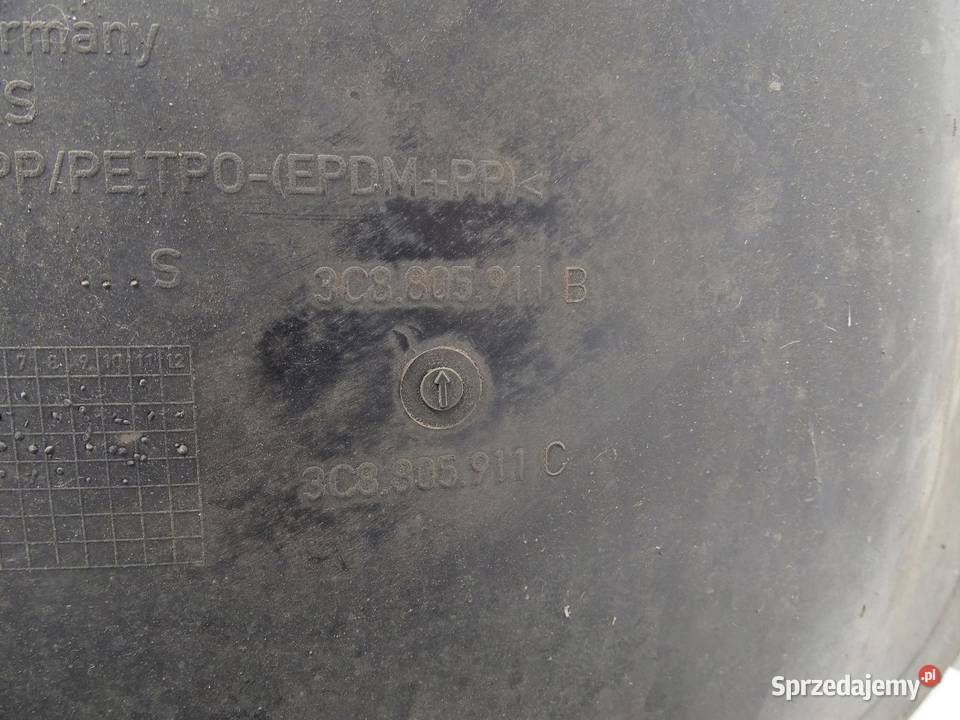 rmany
S
PP/PE,TPO-(EPDM+PP)<
....S
3C8.805.911 B
7 8 9 10 11 12
3C8.805.911 C
Sprzedajemy.pl